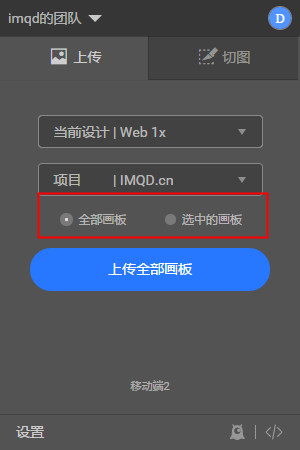 imqd的团队
D
上传
切图
当前设计 | Web 1x
项目 | IMQD.cn
全部画板 选中的画板
上传全部画板
移动端2
设置